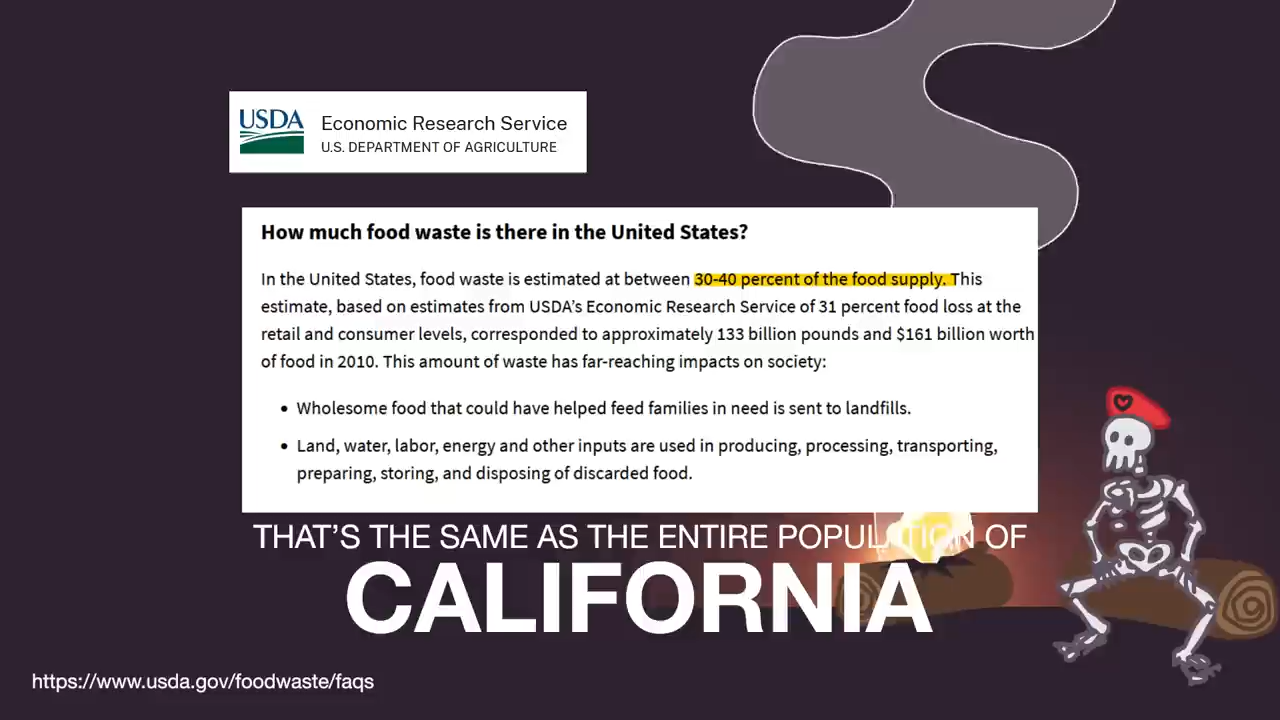 USDA
Economic Research Service
U.S. DEPARTMENT OF AGRICULTURE
How much food waste is there in the United States?
In the United States, food waste is estimated at between 30-40 percent of the food supply. This
estimate, based on estimates from USDA’s Economic Research Service of 31 percent food loss at the
retail and consumer levels, corresponded to approximately 133 billion pounds and $161 billion worth
of food in 2010. This amount of waste has far-reaching impacts on society:
• Wholesome food that could have helped feed families in need is sent to landfills.
• Land, water, labor, energy and other inputs are used in producing, processing, transporting,
preparing, storing, and disposing of discarded food.
THAT’S THE SAME AS THE ENTIRE POPULATION OF
CALIFORNIA
https://www.usda.gov/foodwaste/faqs